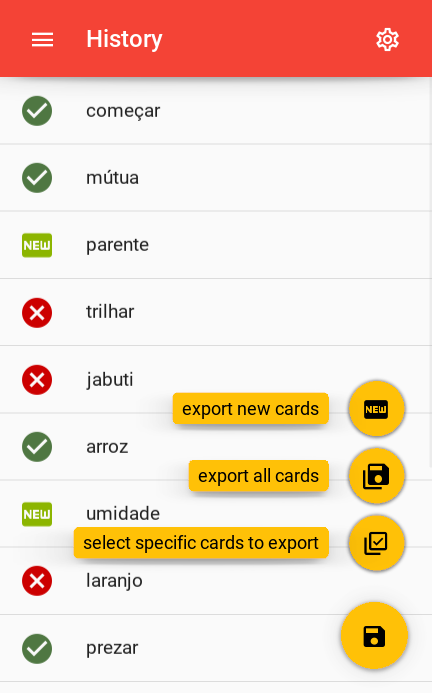 History
começar
mútua
NEW parente
trilhar
jabuti
export new cards NEW
arroz
export all cards
NEW umidade
select specific cards to export
laranjo
prezar